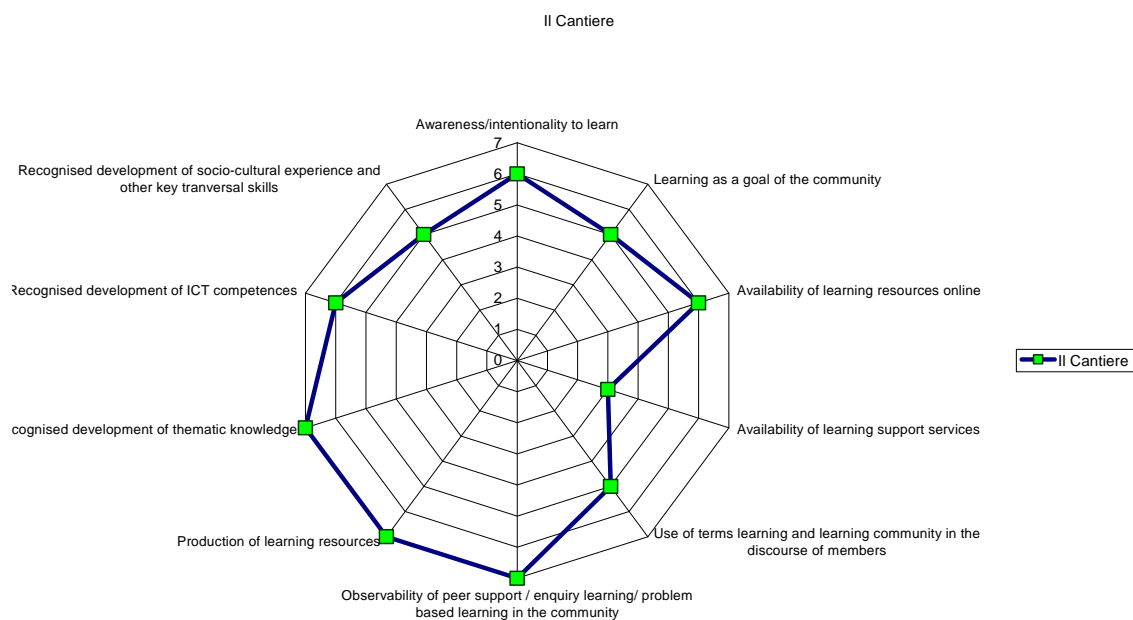 Il Cantiere
Awareness/intentionality to learn
7
6
5
4
3
2
1
0
Learning as a goal of the community
Availability of learning resources online
Availability of learning support services
Use of terms learning and learning community in the
discourse of members
Observability of peer support / enquiry learning/ problem
based learning in the community
Production of learning resources
cognised development of thematic knowledge
Recognised development of ICT competences
Recognised development of socio-cultural experience and
other key tranversal skills
Il Cantiere